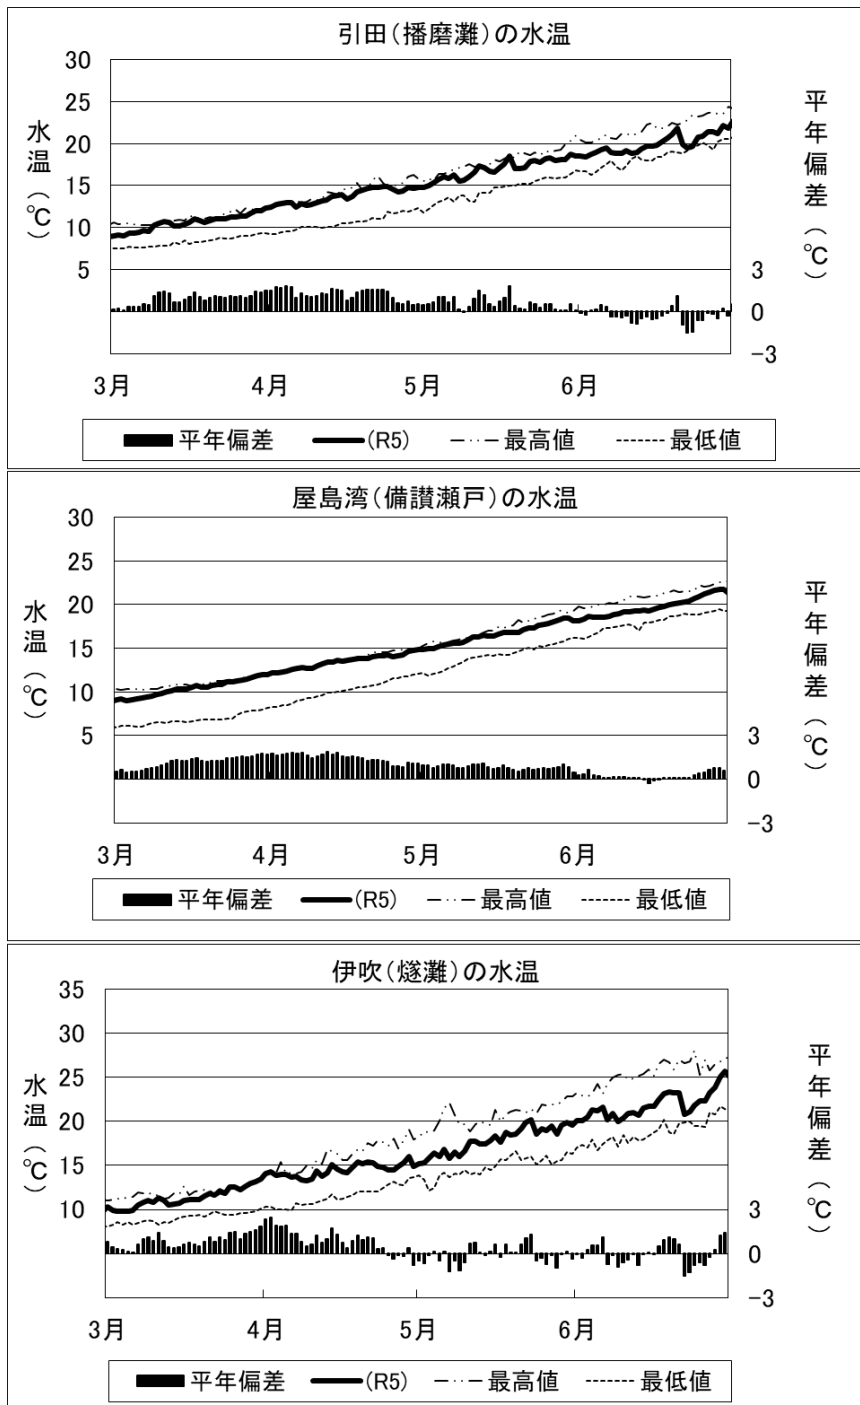 引田(播磨灘)の水温
30
25
20
15
10
5
水温(℃)
平年偏差(℃)
3
0
−3
3月 4月 5月 6月
平年偏差 (R5) 最高値 最低値
屋島湾(備讃瀬戸)の水温
30
25
20
15
10
5
水温(℃)
平年偏差(℃)
3
0
−3
3月 4月 5月 6月
平年偏差 (R5) 最高値 最低値
伊吹(燧灘)の水温
35
30
25
20
15
10
水温(℃)
平年偏差(℃)
3
0
−3
3月 4月 5月 6月
平年偏差 (R5) 最高値 最低値